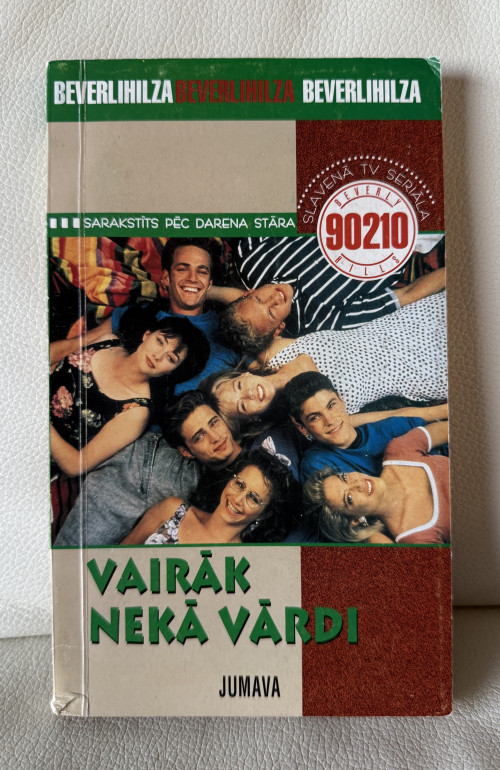 BEVERLIHILZA BEVERLIHILZA BEVERLIHILZA
SLAVENĀ TV SERIĀLA
SARAKSTĪTS PĒC DARENA STĀRA
BEVERLY
90210
HILLS
VAIRĀK
NEKĀ VĀRDI
JUMAVA